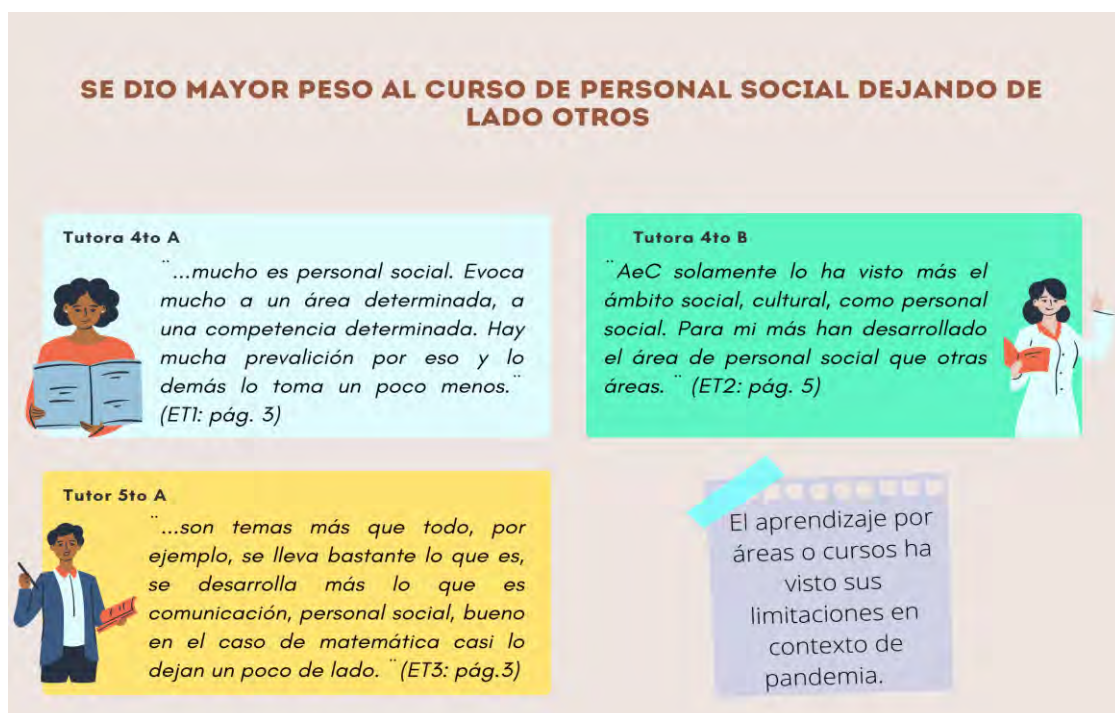 SE DIO MAYOR PESO AL CURSO DE PERSONAL SOCIAL DEJANDO DE
LADO OTROS
Tutora 4to A
¨...mucho es personal social. Evoca
mucho a un área determinada, a
una competencia determinada. Hay
mucha prevalición por eso y lo
demás lo toma un poco menos.¨
(ET1: pág. 3)
Tutora 4to B
¨AeC solamente lo ha visto más el
ámbito social, cultural, como personal
social. Para mi más han desarrollado
el área de personal social que otras
áreas. ¨ (ET2: pág. 5)
Tutor 5to A
¨...son temas más que todo, por
ejemplo, se lleva bastante lo que es,
se desarrolla más lo que es
comunicación, personal social, bueno
en el caso de matemática casi lo
dejan un poco de lado. ¨(ET3: pág.3)
El aprendizaje por
áreas o cursos ha
visto sus
limitaciones en
contexto de
pandemia.